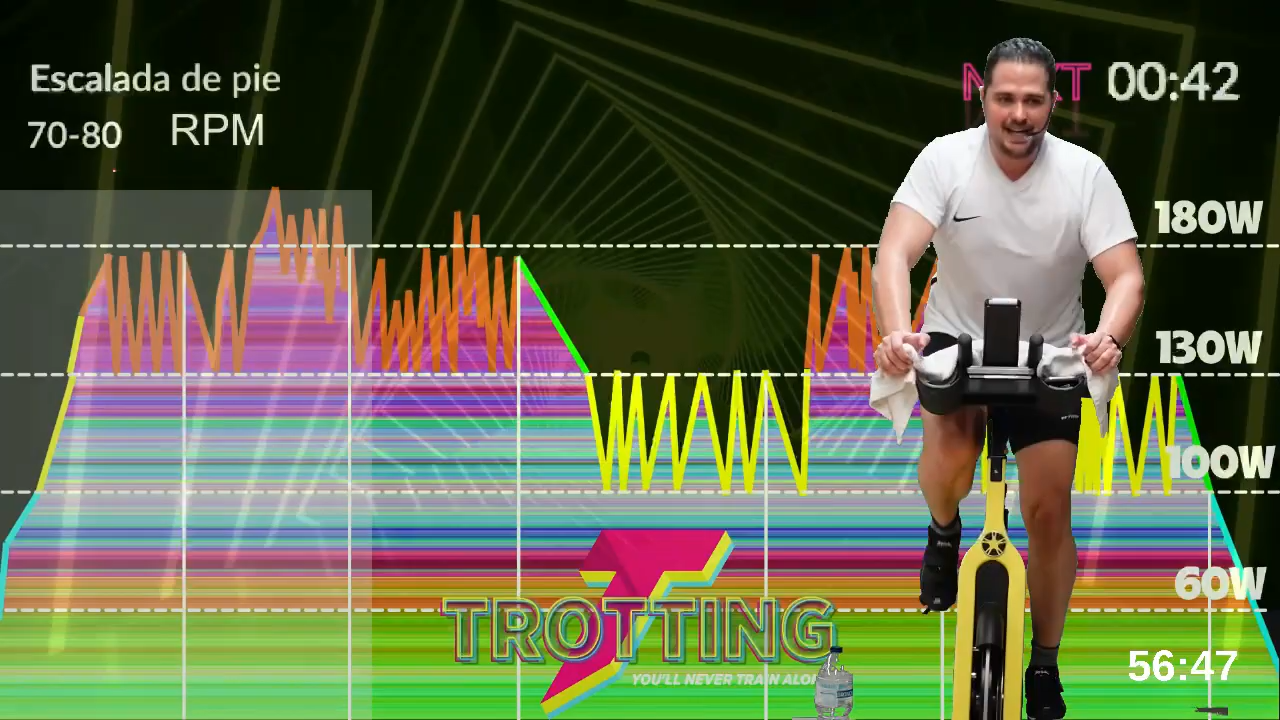 Escalada de pie
70-80 RPM
00:42
180W
130W
100W
60W
TROTTING
YOU'LL NEVER TRAIN
56:47